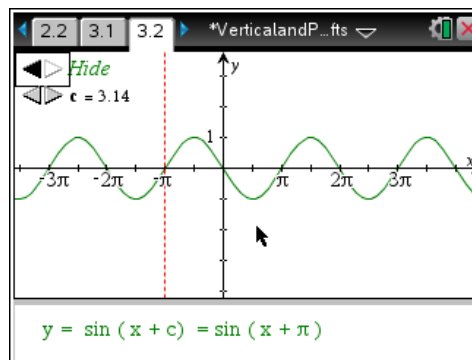 2.2 3.1 3.2 *VerticalandP...fts
Hide
y
c = 3.14
1
x
-3π -2π -π π 2π 3π
y = sin ( x + c ) = sin ( x + π )